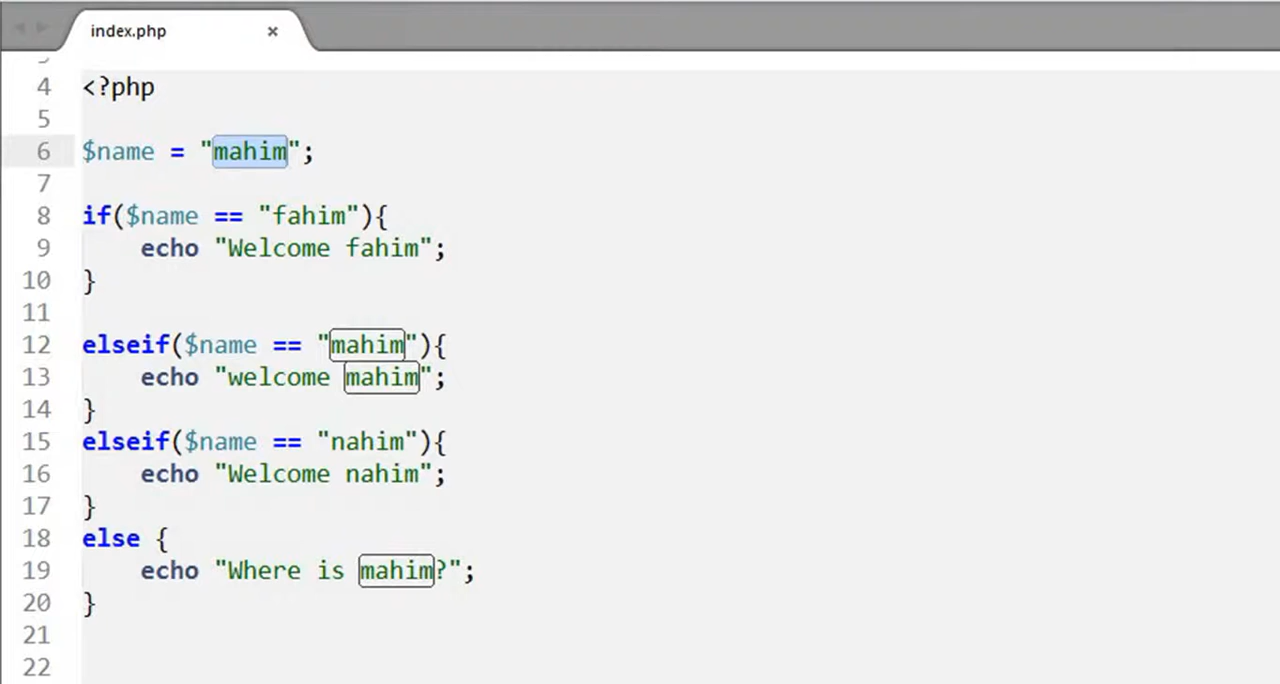 index.php ×
4 <?php
5
6 $name = "mahim";
7
8 if($name == "fahim"){
9     echo "Welcome fahim";
10 }
11
12 elseif($name == "mahim"){
13     echo "welcome mahim";
14 }
15 elseif($name == "nahim"){
16     echo "Welcome nahim";
17 }
18 else {
19     echo "Where is mahim?";
20 }
21
22